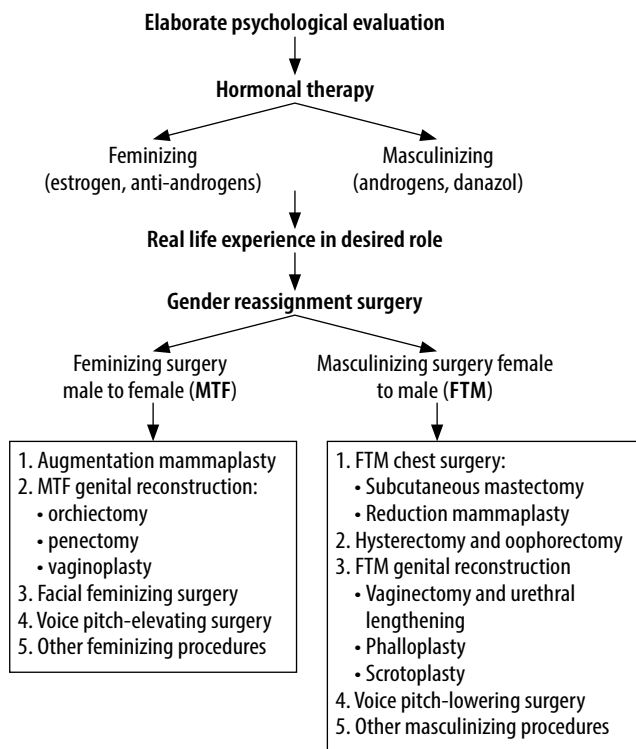 Elaborate psychological evaluation
Hormonal therapy
Feminizing
(estrogen, anti-androgens)
Masculinizing
(androgens, danazol)
Real life experience in desired role
Gender reassignment surgery
Feminizing surgery
male to female (MTF)
Masculinizing surgery female
to male (FTM)
1. Augmentation mammaplasty
2. MTF genital reconstruction:
• orchiectomy
• penectomy
• vaginoplasty
3. Facial feminizing surgery
4. Voice pitch-elevating surgery
5. Other feminizing procedures
1. FTM chest surgery:
• Subcutaneous mastectomy
• Reduction mammaplasty
2. Hysterectomy and oophorectomy
3. FTM genital reconstruction
• Vaginectomy and urethral
lengthening
• Phalloplasty
• Scrotoplasty
4. Voice pitch-lowering surgery
5. Other masculinizing procedures